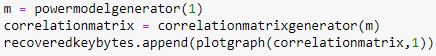 m = powermodelgenerator(1)
correlationmatrix = correlationmatrixgenerator(m)
recoveredkeybytes.append(plotgraph(correlationmatrix,1))